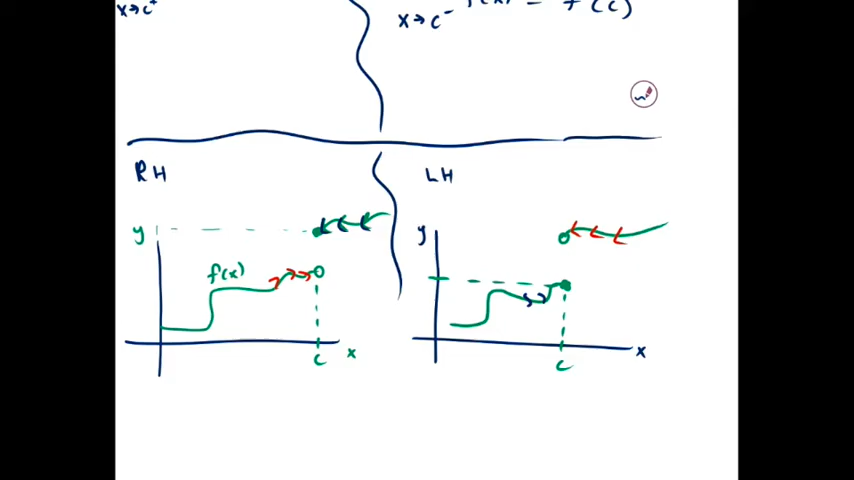 x→c⁺
x→c⁻ f(x) = f(c)
RH
LH
y
f(x)
c
x
y
c
x